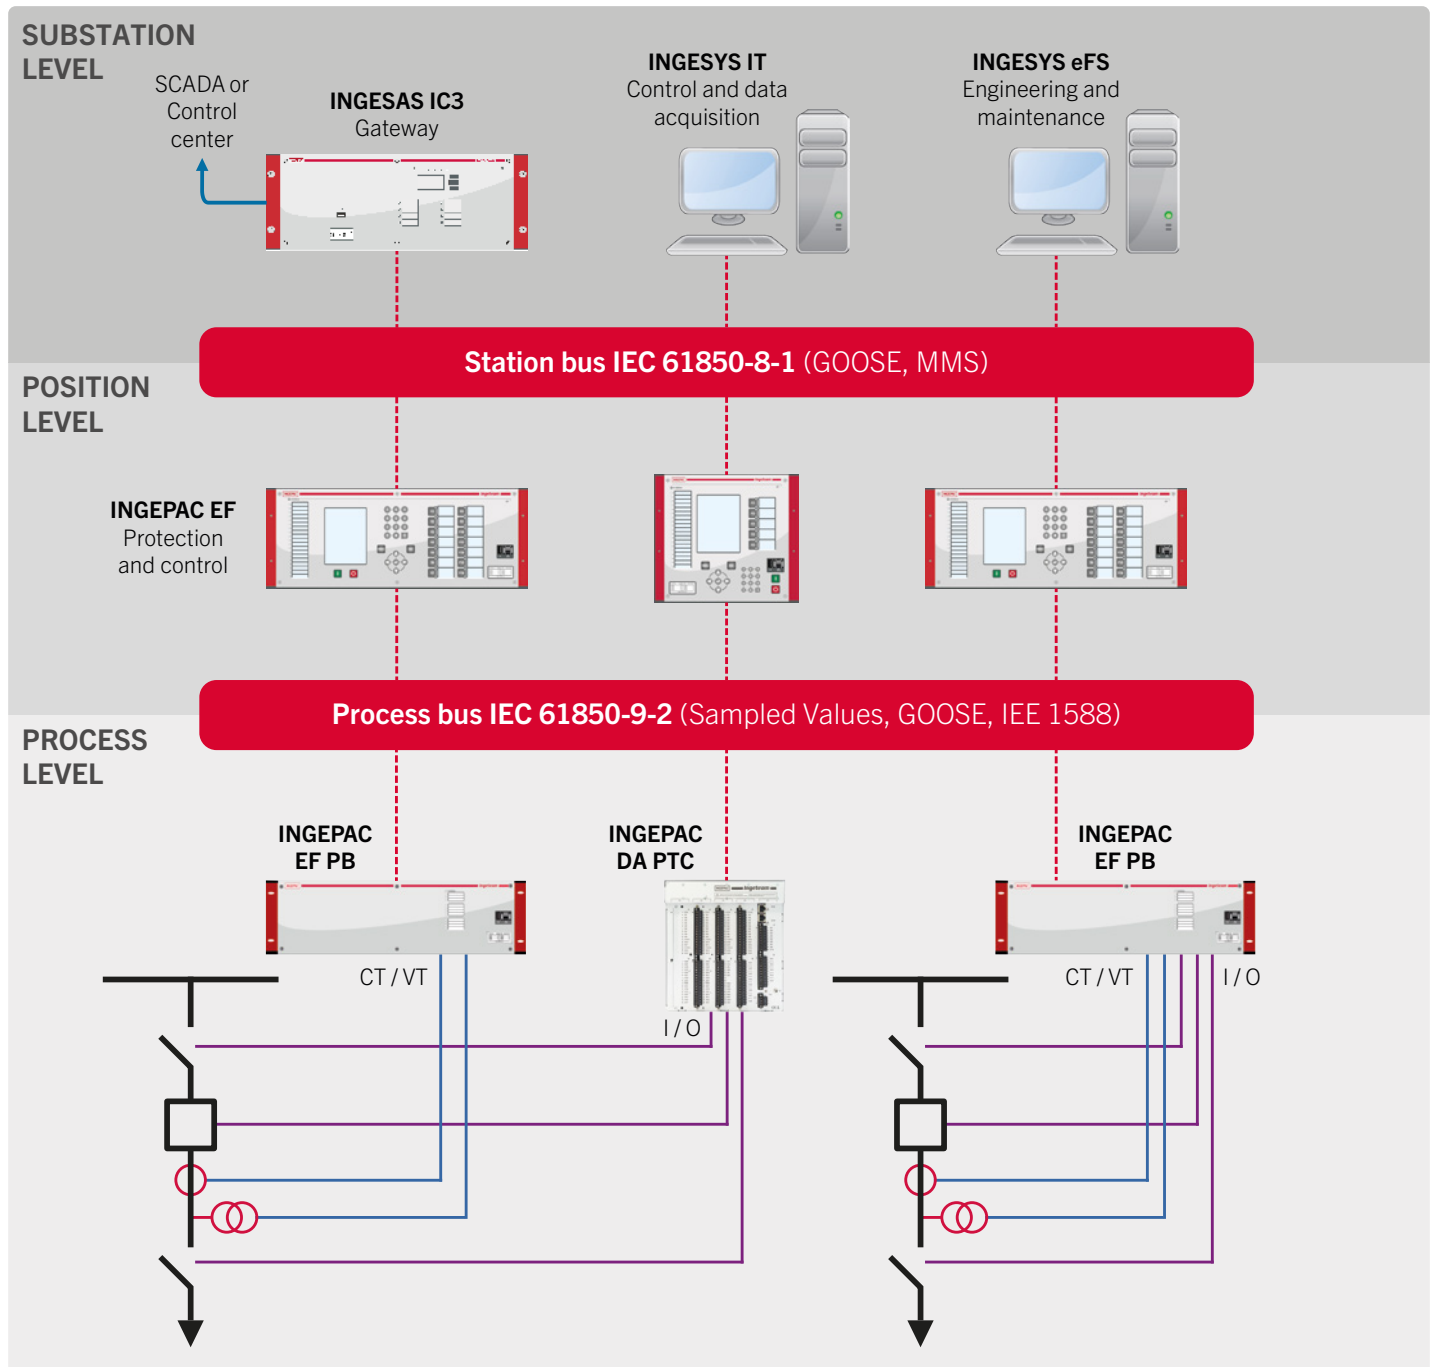 SUBSTATION
LEVEL
SCADA or
Control
center
INGESAS IC3
Gateway
INGESYS IT
Control and data
acquisition
INGESYS eFS
Engineering and
maintenance
Station bus IEC 61850-8-1 (GOOSE, MMS)
POSITION
LEVEL
INGEPAC EF
Protection
and control
Process bus IEC 61850-9-2 (Sampled Values, GOOSE, IEE 1588)
PROCESS
LEVEL
INGEPAC
EF PB
INGEPAC
DA PTC
INGEPAC
EF PB
CT / VT
I / O
CT / VT
I / O